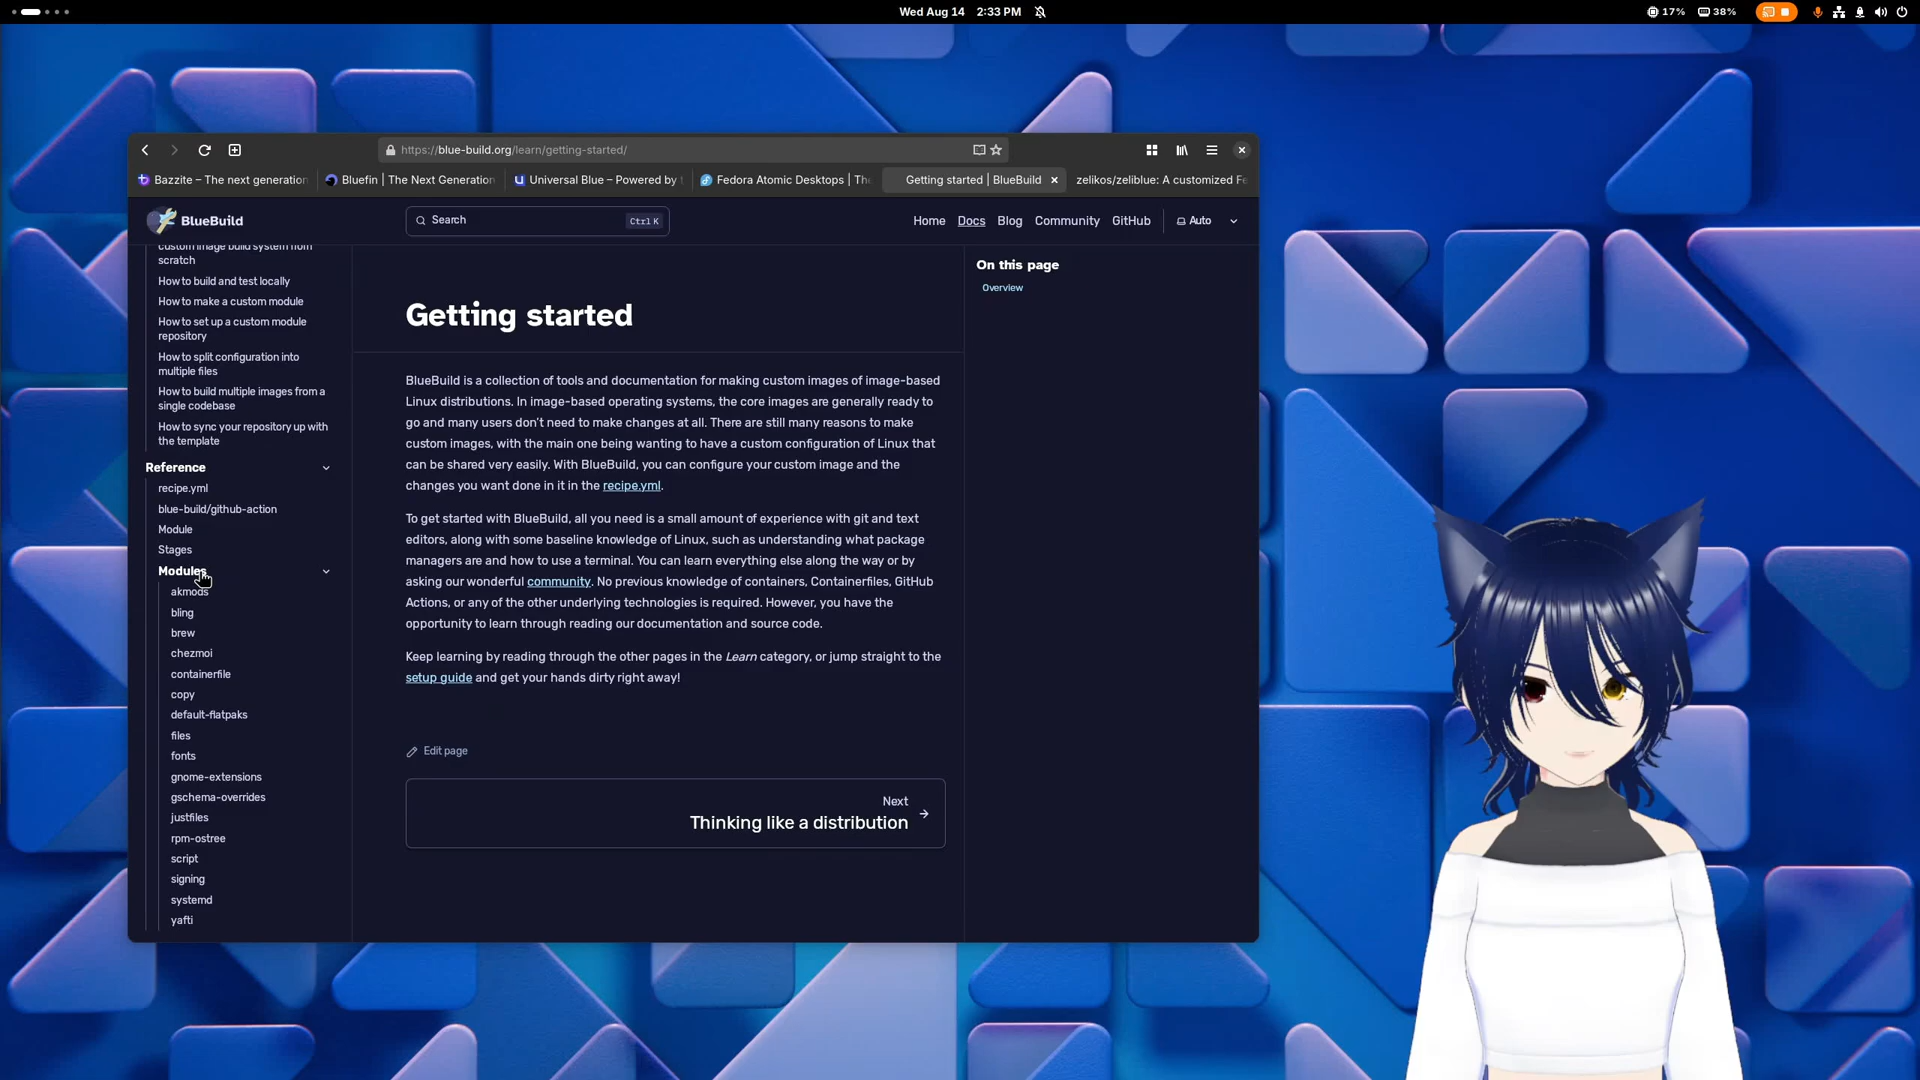 Wed Aug 14 2:33 PM
17% 38%
https://blue-build.org/learn/getting-started/
Bazzite – The next generation
Bluefin | The Next Generation
Universal Blue – Powered by
Fedora Atomic Desktops | The
Getting started | BlueBuild
zelikos/zeliblue: A customized Fe
BlueBuild
Search
Ctrl K
Home
Docs
Blog
Community
GitHub
Auto
custom image build system from
scratch
How to build and test locally
How to make a custom module
How to set up a custom module
repository
How to split configuration into
multiple files
How to build multiple images from a
single codebase
How to sync your repository up with
the template
Reference
recipe.yml
blue-build/github-action
Module
Stages
Modules
akmods
bling
brew
chezmoi
containerfile
copy
default-flatpaks
files
fonts
gnome-extensions
gschema-overrides
justfiles
rpm-ostree
script
signing
systemd
yafti
Getting started
BlueBuild is a collection of tools and documentation for making custom images of image-based
Linux distributions. In image-based operating systems, the core images are generally ready to
go and many users don’t need to make changes at all. There are still many reasons to make
custom images, with the main one being wanting to have a custom configuration of Linux that
can be shared very easily. With BlueBuild, you can configure your custom image and the
changes you want done in it in the recipe.yml.
To get started with BlueBuild, all you need is a small amount of experience with git and text
editors, along with some baseline knowledge of Linux, such as understanding what package
managers are and how to use a terminal. You can learn everything else along the way or by
asking our wonderful community. No previous knowledge of containers, Containerfiles, GitHub
Actions, or any of the other underlying technologies is required. However, you have the
opportunity to learn through reading our documentation and source code.
Keep learning by reading through the other pages in the Learn category, or jump straight to the
setup guide and get your hands dirty right away!
Edit page
Next
Thinking like a distribution
On this page
Overview